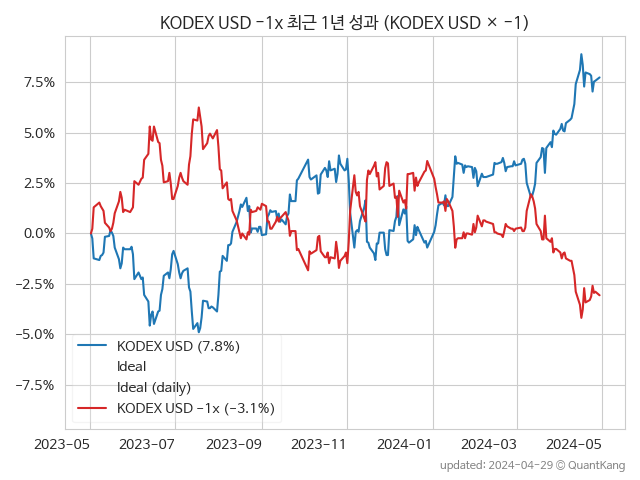 KODEX USD -1x 최근 1년 성과 (KODEX USD × -1)
7.5%
5.0%
2.5%
0.0%
−2.5%
−5.0%
−7.5%
KODEX USD (7.8%)
Ideal
Ideal (daily)
KODEX USD -1x (-3.1%)
2023-05
2023-07
2023-09
2023-11
2024-01
2024-03
2024-05
updated: 2024-04-29 © QuantKang